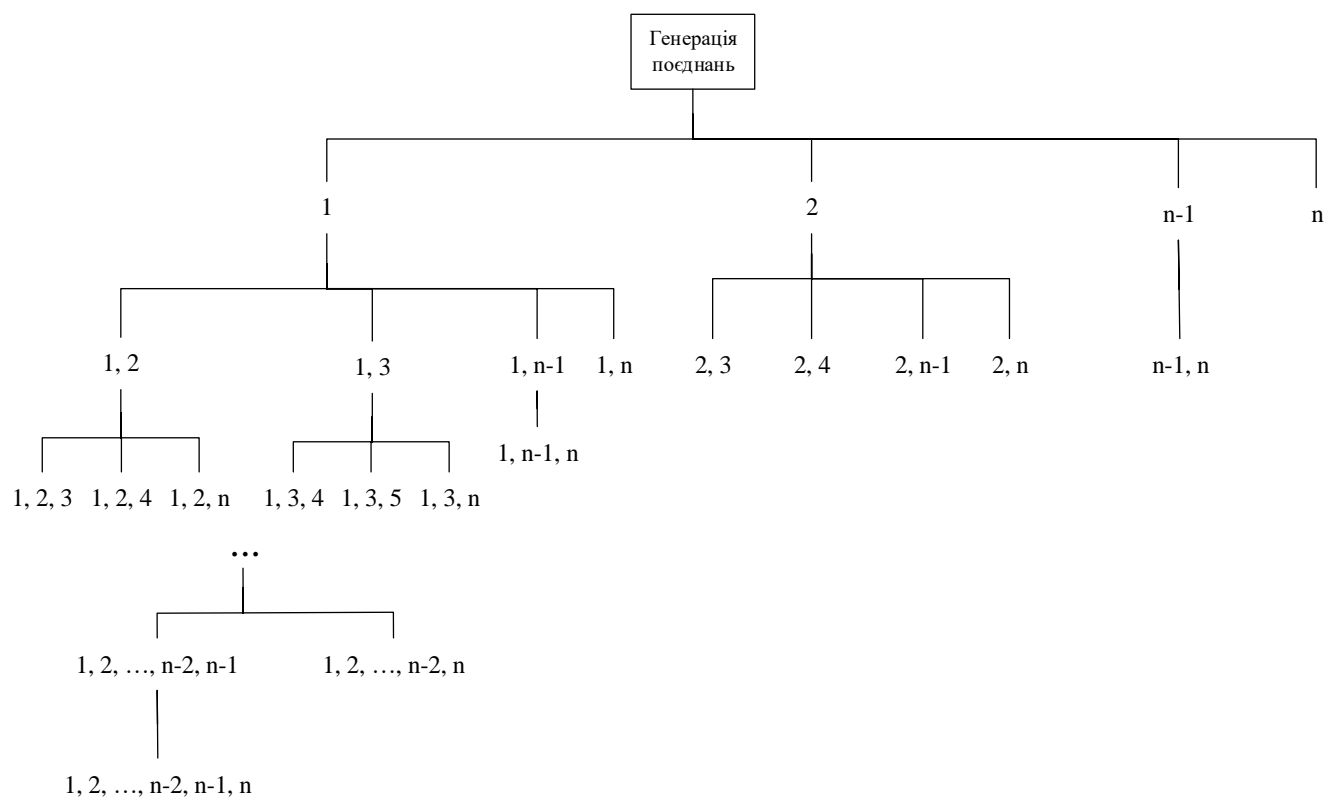 Генерація
поєднань
1
2
n-1
n
1, 2
1, 3
1, n-1
1, n
2, 3
2, 4
2, n-1
2, n
n-1, n
1, n-1, n
1, 2, 3
1, 2, 4
1, 2, n
1, 3, 4
1, 3, 5
1, 3, n
...
1, 2, …, n-2, n-1
1, 2, …, n-2, n
1, 2, …, n-2, n-1, n